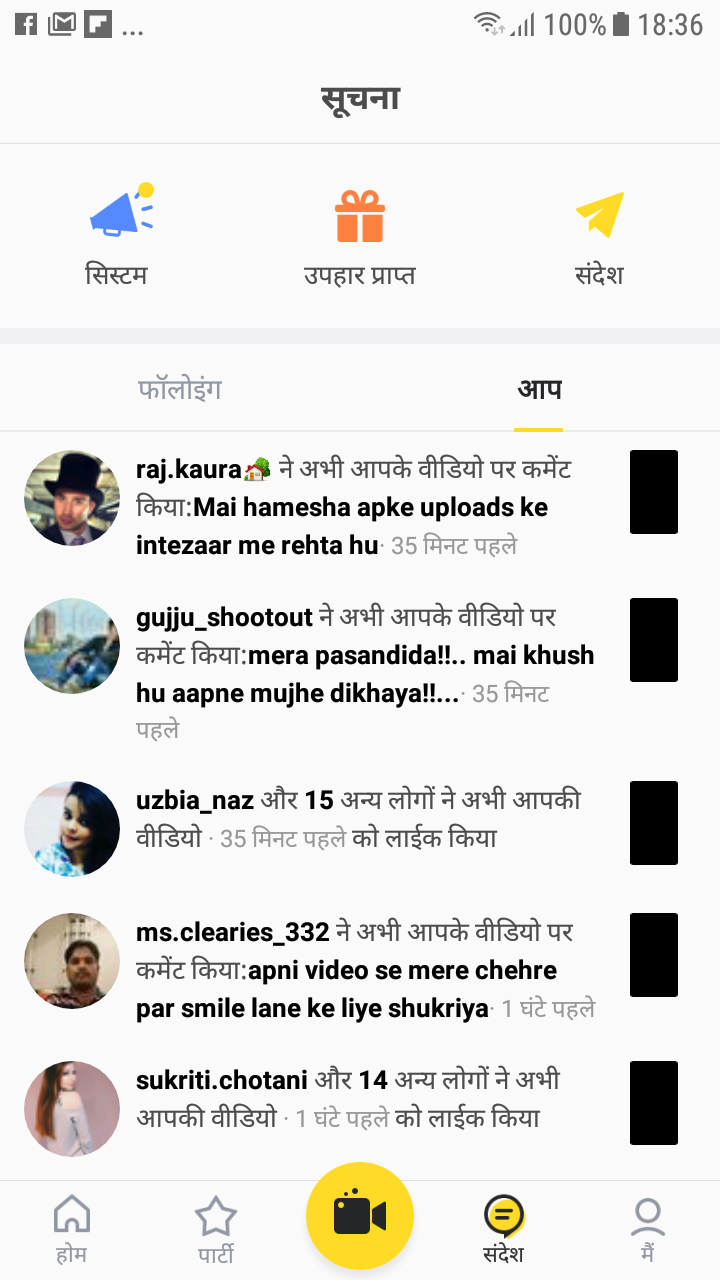 ... 100% 18:36
सूचना
सिस्टम उपहार प्राप्त संदेश
फॉलोइंग आप
raj.kaura🏡 ने अभी आपके वीडियो पर कमेंट
किया:Mai hamesha apke uploads ke
intezaar me rehta hu· 35 मिनट पहले
gujju_shootout ने अभी आपके वीडियो पर
कमेंट किया:mera pasandida!!.. mai khush
hu aapne mujhe dikhaya!!...· 35 मिनट
पहले
uzbia_naz और 15 अन्य लोगों ने अभी आपकी
वीडियो · 35 मिनट पहले को लाईक किया
ms.clearies_332 ने अभी आपके वीडियो पर
कमेंट किया:apni video se mere chehre
par smile lane ke liye shukriya· 1 घंटे पहले
sukriti.chotani और 14 अन्य लोगों ने अभी
आपकी वीडियो · 1 घंटे पहले को लाईक किया
होम पार्टी संदेश मैं